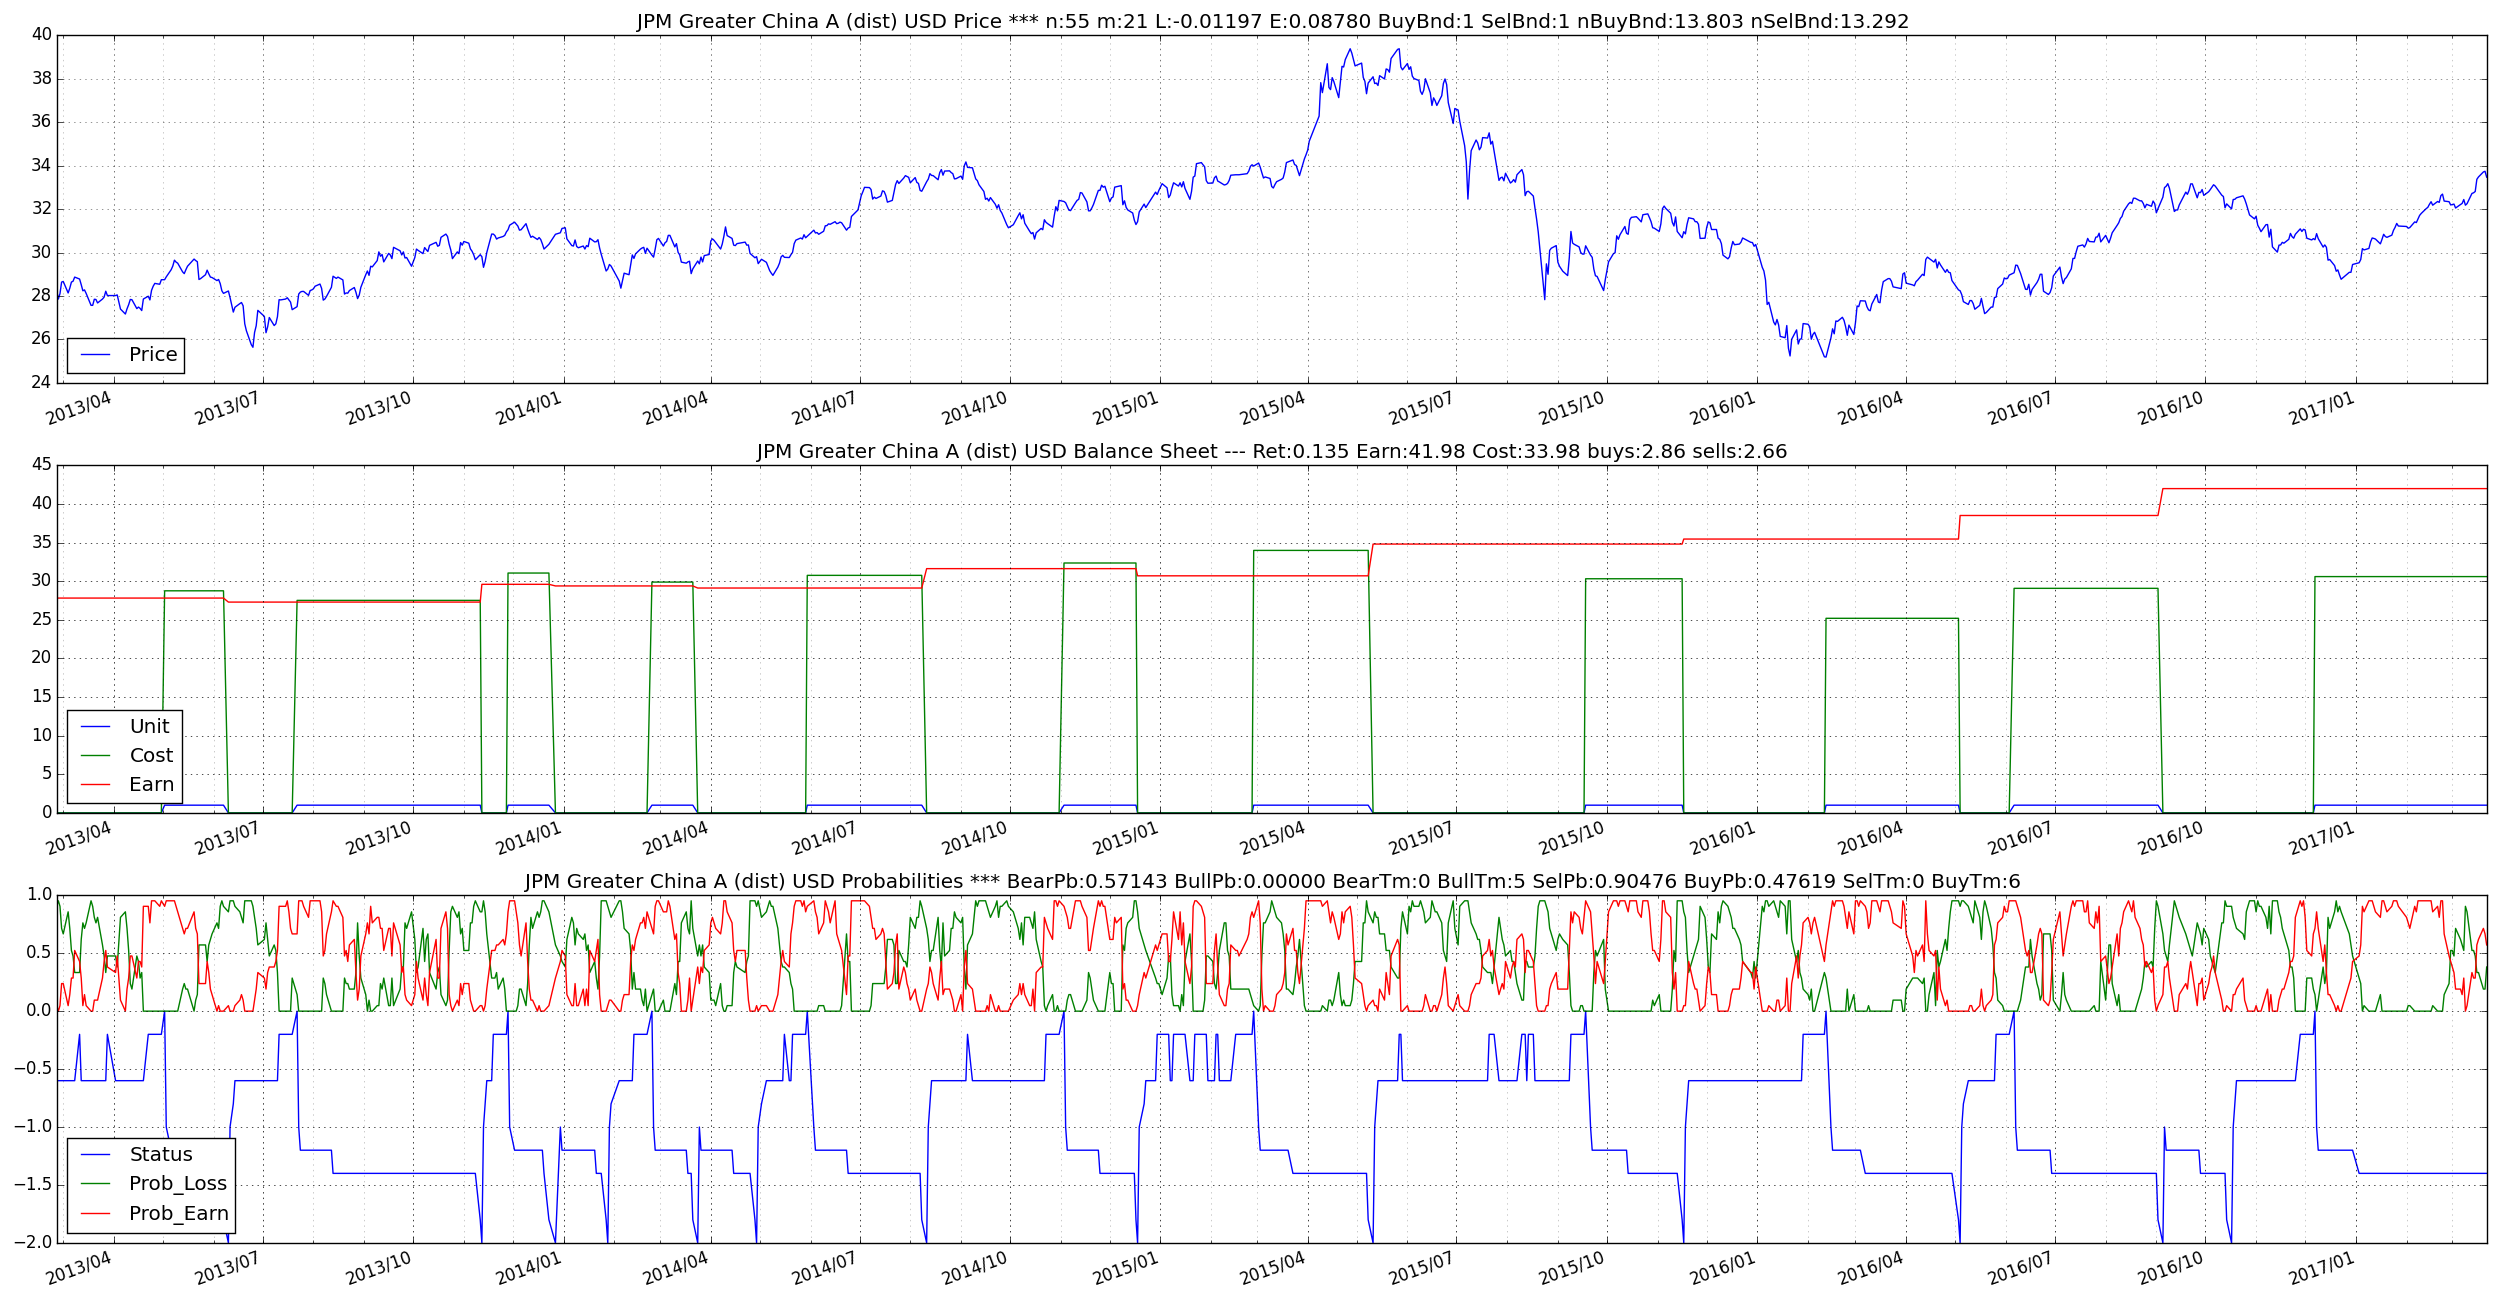 JPM Greater China A (dist) USD Price *** n:55 m:21 L:-0.01197 E:0.08780 BuyBnd:1 SelBnd:1 nBuyBnd:13.803 nSelBnd:13.292
40
38
36
34
32
30
28
26
24
Price
2013/04 2013/07 2013/10 2014/01 2014/04 2014/07 2014/10 2015/01 2015/04 2015/07 2015/10 2016/01 2016/04 2016/07 2016/10 2017/01
JPM Greater China A (dist) USD Balance Sheet --- Ret:0.135 Earn:41.98 Cost:33.98 buys:2.86 sells:2.66
45
40
35
30
25
20
15
10
5
0
Unit
Cost
Earn
2013/04 2013/07 2013/10 2014/01 2014/04 2014/07 2014/10 2015/01 2015/04 2015/07 2015/10 2016/01 2016/04 2016/07 2016/10 2017/01
JPM Greater China A (dist) USD Probabilities *** BearPb:0.57143 BullPb:0.00000 BearTm:0 BullTm:5 SelPb:0.90476 BuyPb:0.47619 SelTm:0 BuyTm:6
1.0
0.5
0.0
−0.5
−1.0
−1.5
−2.0
Status
Prob_Loss
Prob_Earn
2013/04 2013/07 2013/10 2014/01 2014/04 2014/07 2014/10 2015/01 2015/04 2015/07 2015/10 2016/01 2016/04 2016/07 2016/10 2017/01